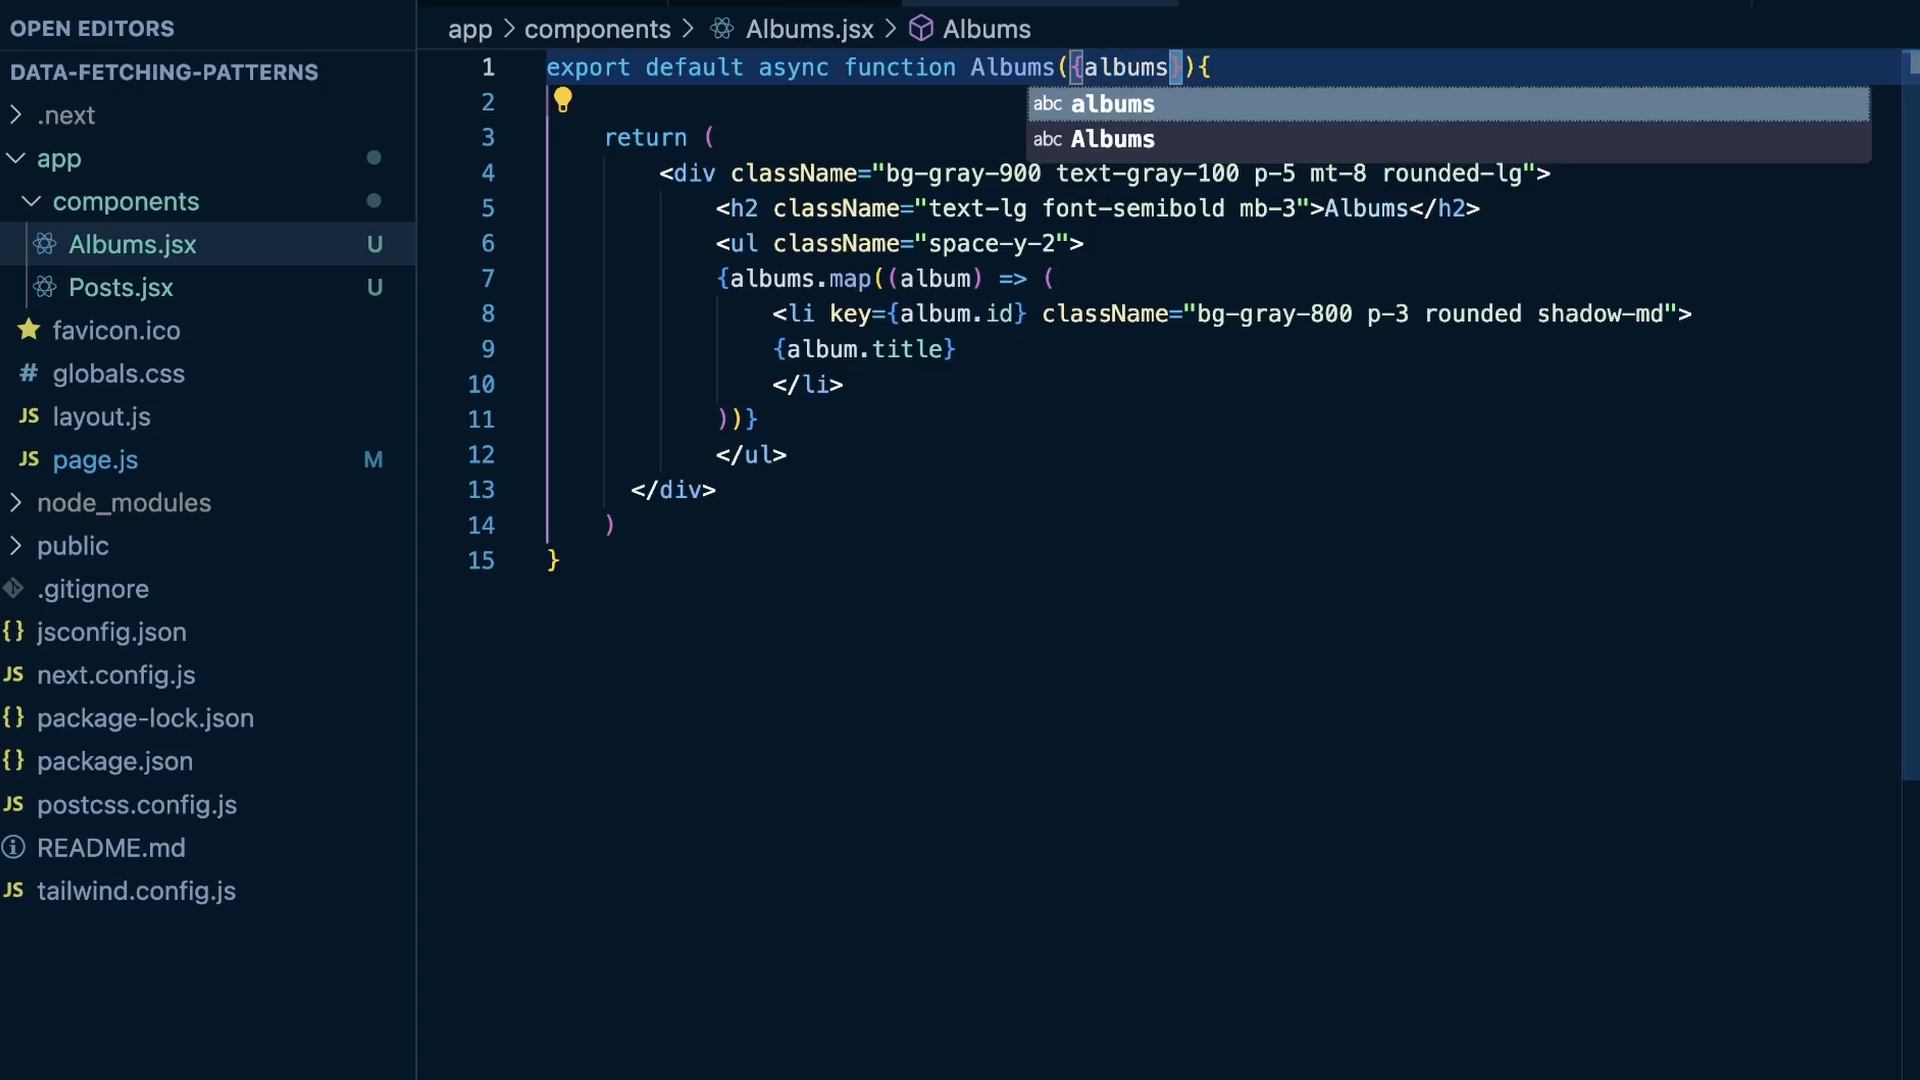 OPEN EDITORS
DATA-FETCHING-PATTERNS
.next
app
components
Albums.jsx U
Posts.jsx U
favicon.ico
# globals.css
JS layout.js
JS page.js M
node_modules
public
.gitignore
{} jsconfig.json
JS next.config.js
{} package-lock.json
{} package.json
JS postcss.config.js
README.md
JS tailwind.config.js
app > components > Albums.jsx > Albums
1 export default async function Albums({albums}){
2
abc albums
abc Albums
3 return (
4 <div className="bg-gray-900 text-gray-100 p-5 mt-8 rounded-lg">
5 <h2 className="text-lg font-semibold mb-3">Albums</h2>
6 <ul className="space-y-2">
7 {albums.map((album) => (
8 <li key={album.id} className="bg-gray-800 p-3 rounded shadow-md">
9 {album.title}
10 </li>
11 ))}
12 </ul>
13 </div>
14 )
15 }